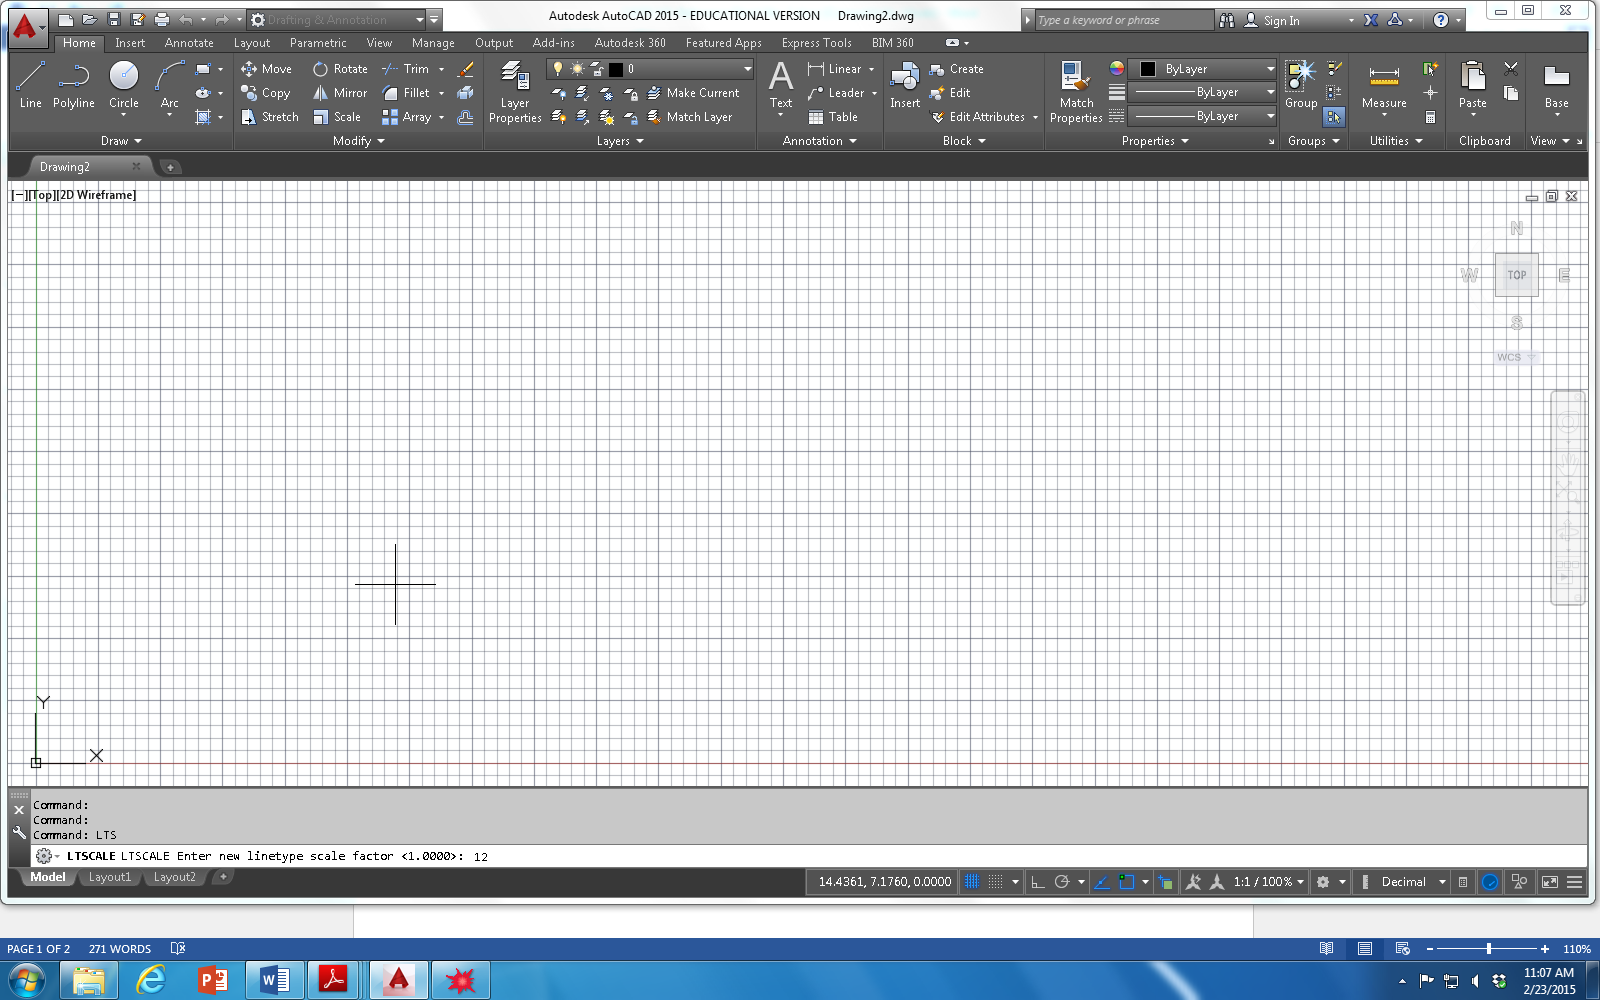 Drafting & Annotation
Autodesk AutoCAD 2015 - EDUCATIONAL VERSION Drawing2.dwg
Type a keyword or phrase
Sign In
Home Insert Annotate Layout Parametric View Manage Output Add-ins Autodesk 360 Featured Apps Express Tools BIM 360
Line Polyline Circle Arc
Move Rotate Trim
Copy Mirror Fillet
Stretch Scale Array
Layer Properties
0
Make Current
Match Layer
Text
Linear
Leader
Table
Insert
Create
Edit
Edit Attributes
Match Properties
ByLayer
ByLayer
ByLayer
Group
Measure
Paste
Base
Draw Modify Layers Annotation Block Properties Groups Utilities Clipboard View
Drawing2
[−][Top][2D Wireframe]
N
W TOP E
S
WCS
Y
X
Command:
Command:
Command: LTS
LTSCALE LTSCALE Enter new linetype scale factor <1.0000>: 12
Model Layout1 Layout2
14.4361, 7.1760, 0.0000
1:1 / 100%
Decimal
PAGE 1 OF 2 271 WORDS
110%
11:07 AM
2/23/2015